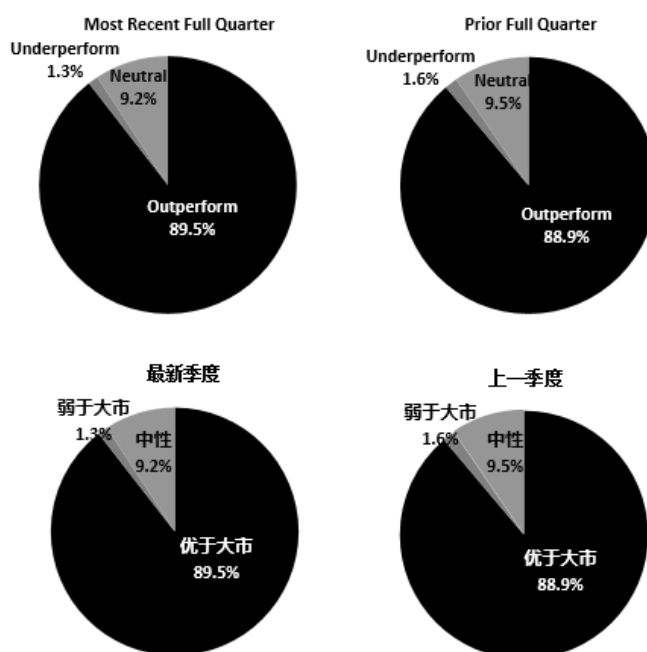 Most Recent Full Quarter
Underperform
1.3%
Neutral
9.2%
Outperform
89.5%
Prior Full Quarter
Underperform
1.6%
Neutral
9.5%
Outperform
88.9%
最新季度
弱于大市
1.3%
中性
9.2%
优于大市
89.5%
上一季度
弱于大市
1.6%
中性
9.5%
优于大市
88.9%